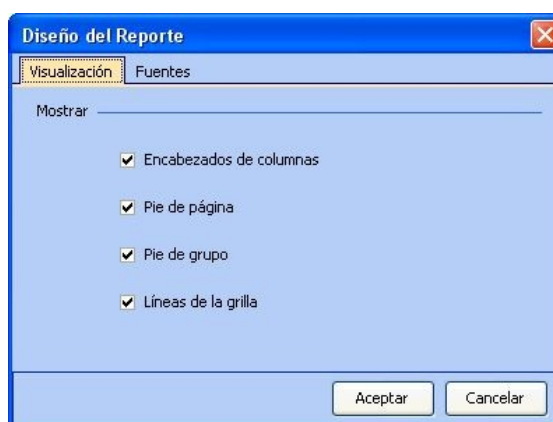 Diseño del Reporte
Visualización Fuentes
Mostrar
Encabezados de columnas
Pie de página
Pie de grupo
Líneas de la grilla
Aceptar Cancelar